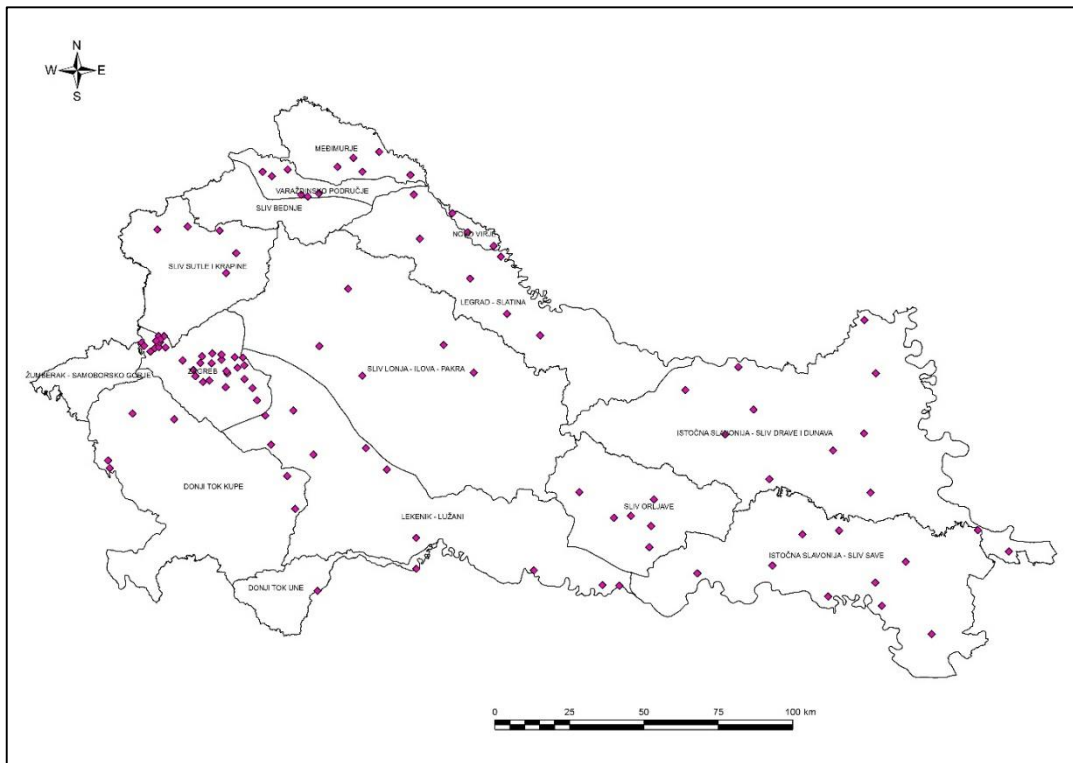 N
W E
S
MEĐIMURJE
VARAŽDINSKO PODRUČJE
SLIV BEDNJE
NOVO VIRJE
SLIV SUTLE I KRAPINE
LEGRAD - SLATINA
ŽUMBERAK - SAMOBORSKO GORJE
ZAGREB
SLIV LONJA - ILOVA - PAKRA
ISTOČNA SLAVONIJA - SLIV DRAVE I DUNAVA
DONJI TOK KUPE
SLIV ORLJAVE
LEKENIK - LUŽANI
ISTOČNA SLAVONIJA - SLIV SAVE
DONJI TOK UNE
0 25 50 75 100 km